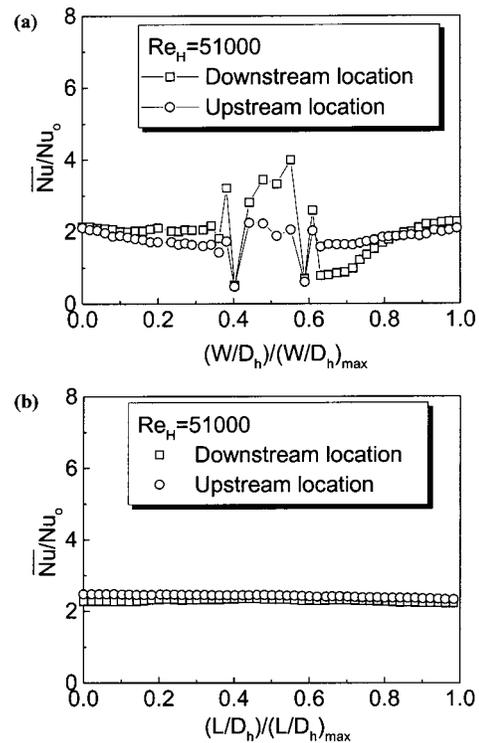 (a)
8
6
4
2
0
Nu/Nuₒ
Re_H=51000
Downstream location
Upstream location
0.0 0.2 0.4 0.6 0.8 1.0
(W/D_h)/(W/D_h)_max
(b)
8
6
4
2
0
Nu/Nuₒ
Re_H=51000
Downstream location
Upstream location
0.0 0.2 0.4 0.6 0.8 1.0
(L/D_h)/(L/D_h)_max